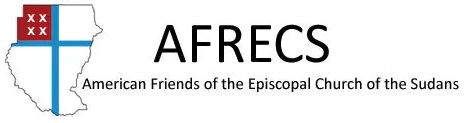 AFRECS
American Friends of the Episcopal Church of the Sudans